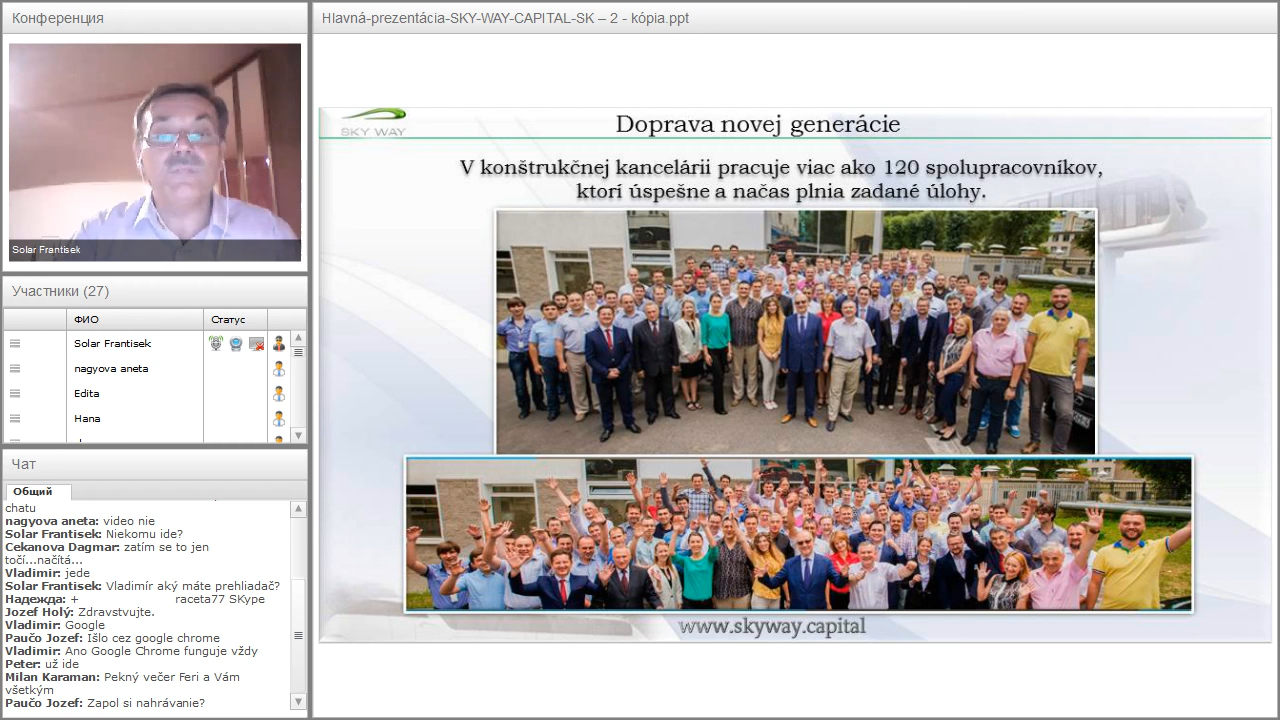 Конференция
Solar Frantisek
Участники (27)
ФИО
Статус
Solar Frantisek
nagyova aneta
Edita
Hana
Чат
Общий
chatu
nagyova aneta: video nie
Solar Frantisek: Niekomu ide?
Cekanova Dagmar: zatím se to jen
točí...načítá...
Vladimir: jede
Solar Frantisek: Vladimír aký máte prehliadač?
Надежда: + raceta77 SKype
Jozef Holý: Zdravstvujte.
Vladimir: Google
Paučo Jozef: Išlo cez google chrome
Vladimir: Ano Google Chrome funguje vždy
Peter: už ide
Milan Karaman: Pekný večer Feri a Vám
všetkým
Paučo Jozef: Zapol si nahrávanie?
Hlavná-prezentácia-SKY-WAY-CAPITAL-SK – 2 - kópia.ppt
SKY WAY
Doprava novej generácie
V konštrukčnej kancelárii pracuje viac ako 120 spolupracovníkov,
ktorí úspešne a načas plnia zadané úlohy.
www.skyway.capital